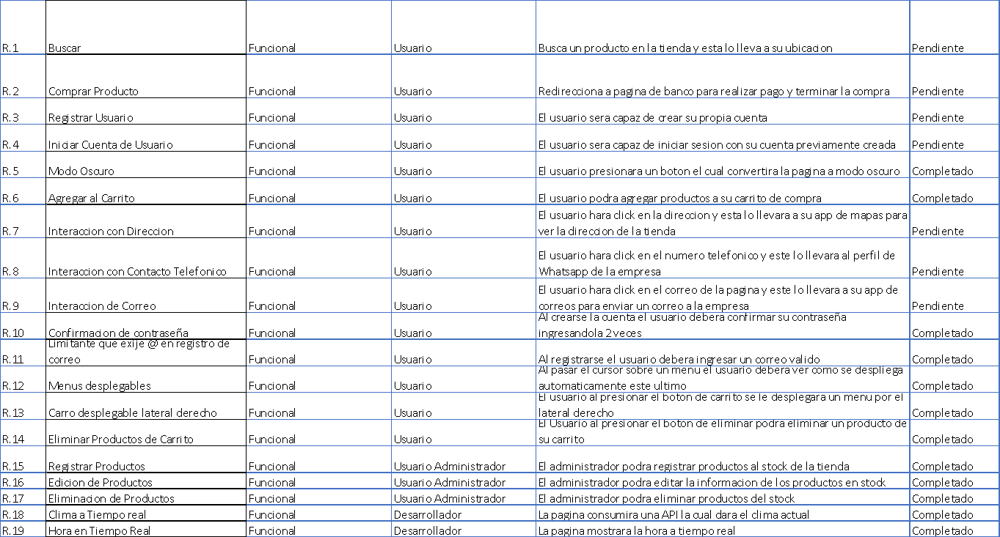 R.1 Buscar Funcional Usuario Busca un producto en la tienda y esta lo lleva a su ubicacion Pendiente
R.2 Comprar Producto Funcional Usuario Redirecciona a pagina de banco para realizar pago y terminar la compra Pendiente
R.3 Registrar Usuario Funcional Usuario El usuario sera capaz de crear su propia cuenta Pendiente
R.4 Iniciar Cuenta de Usuario Funcional Usuario El usuario sera capaz de iniciar sesion con su cuenta previamente creada Pendiente
R.5 Modo Oscuro Funcional Usuario El usuario presionara un boton el cual convertira la pagina a modo oscuro Completado
R.6 Agregar al Carrito Funcional Usuario El usuario podra agregar productos a su carrito de compra Completado
El usuario hara click en la direccion y esta lo llevara a su app de mapas para
R.7 Interaccion con Direccion Funcional Usuario ver la direccion de la tienda Pendiente
El usuario hara click en el numero telefonico y este lo llevara al perfil de
R.8 Interaccion con Contacto Telefonico Funcional Usuario Whatsapp de la empresa Pendiente
El usuario hara click en el correo de la pagina y este lo llevara a su app de
R.9 Interaccion de Correo Funcional Usuario correos para enviar un correo a la empresa Pendiente
Al crearse la cuenta el usuario debera confirmar su contraseña
R.10 Confirmacion de contraseña Funcional Usuario ingresandola 2 veces Completado
Limitante que exije @ en registro de
R.11 correo Funcional Usuario Al registrarse el usuario debera ingresar un correo valido Completado
Al pasar el cursor sobre un menu el usuario debera ver como se despliega
R.12 Menus desplegables Funcional Usuario automaticamente este ultimo Completado
El usuario al presionar el boton de carrito se le desplegara un menu por el
R.13 Carro desplegable lateral derecho Funcional Usuario lateral derecho Completado
El Usuario al presionar el boton de eliminar podra eliminar un producto de
R.14 Eliminar Productos de Carrito Funcional Usuario su carrito Completado
R.15 Registrar Productos Funcional Usuario Administrador El administrador podra registrar productos al stock de la tienda Completado
R.16 Edicion de Productos Funcional Usuario Administrador El administrador podra editar la informacion de los productos en stock Completado
R.17 Eliminacion de Productos Funcional Usuario Administrador El administrador podra eliminar productos del stock Completado
R.18 Clima a Tiempo real Funcional Desarrollador La pagina consumira una API la cual dara el clima actual Completado
R.19 Hora en Tiempo Real Funcional Desarrollador La pagina mostrara la hora a tiempo real Completado